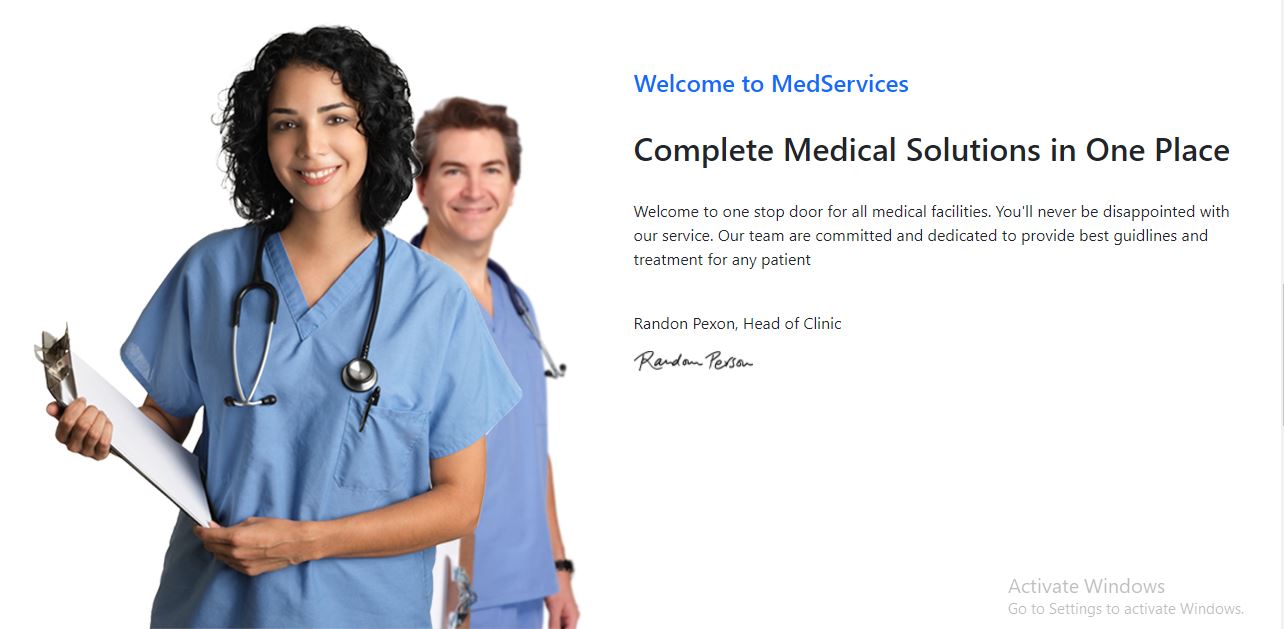 Welcome to MedServices
Complete Medical Solutions in One Place
Welcome to one stop door for all medical facilities. You'll never be disappointed with
our service. Our team are committed and dedicated to provide best guidlines and
treatment for any patient
Randon Pexon, Head of Clinic
Random Person
Activate Windows
Go to Settings to activate Windows.